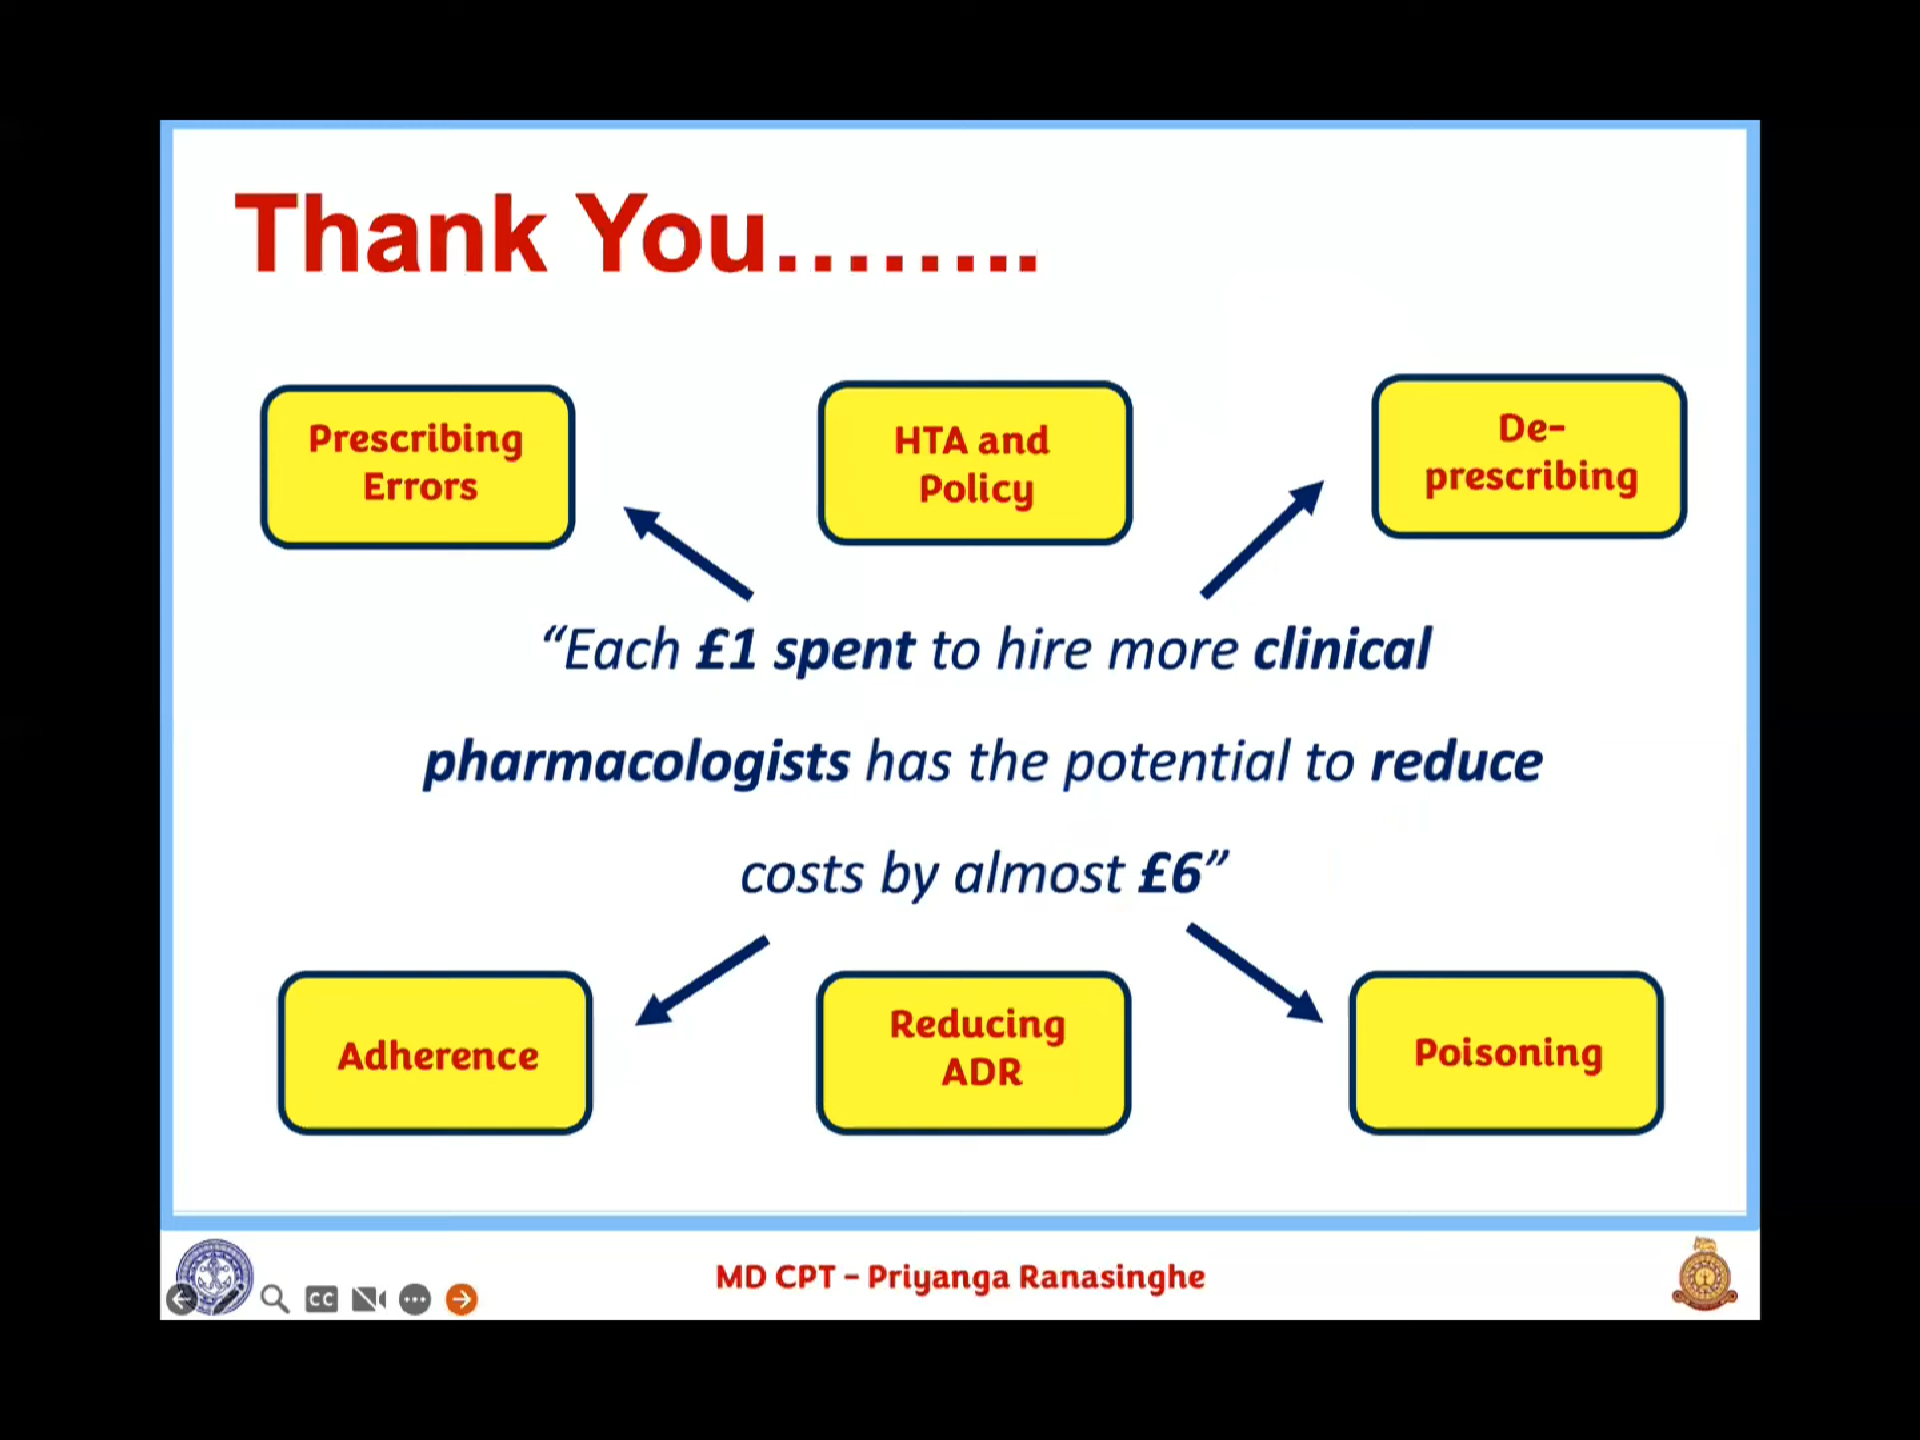 Thank You........
Prescribing
Errors
HTA and
Policy
De-
prescribing
“Each £1 spent to hire more clinical
pharmacologists has the potential to reduce
costs by almost £6”
Adherence
Reducing
ADR
Poisoning
CC
MD CPT – Priyanga Ranasinghe